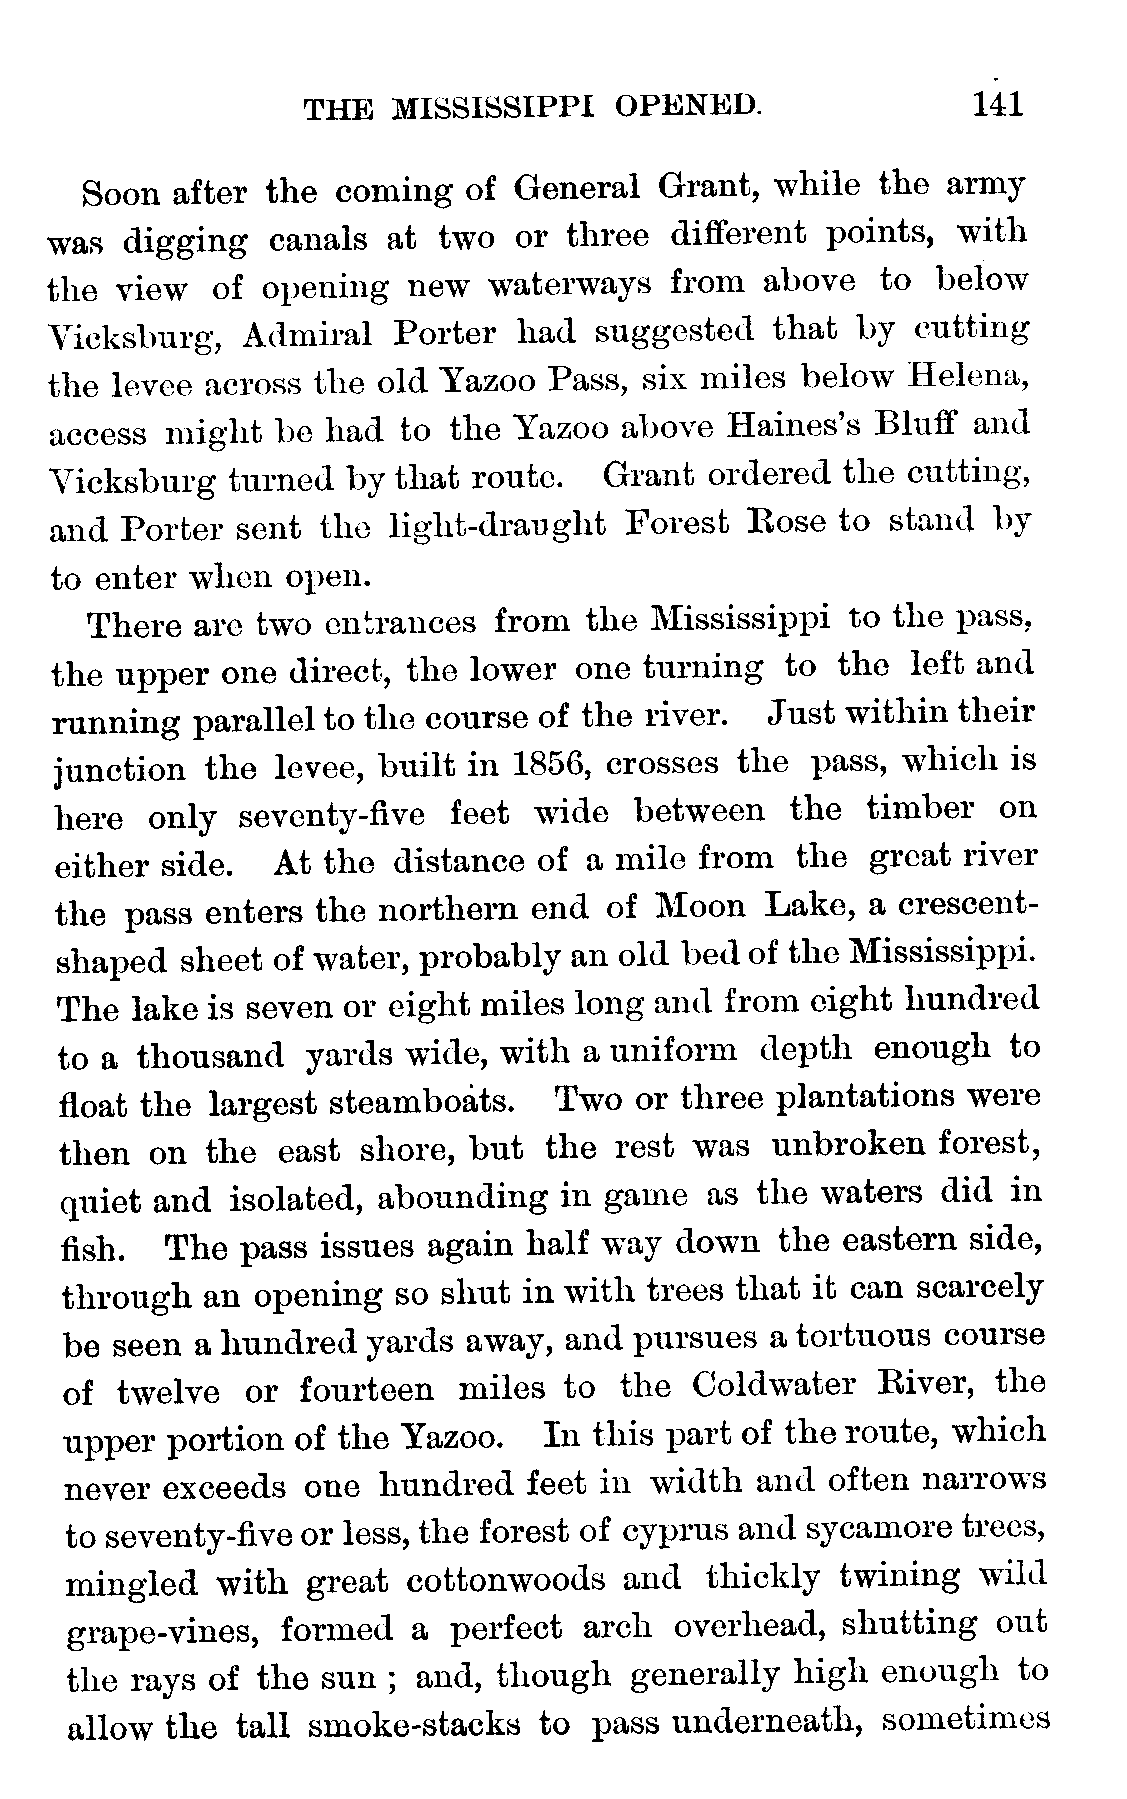 THE MISSISSIPPI OPENED. 141
Soon after the coming of General Grant, while the army
was digging canals at two or three different points, with
the view of opening new waterways from above to below
Vicksburg, Admiral Porter had suggested that by cutting
the levee across the old Yazoo Pass, six miles below Helena,
access might be had to the Yazoo above Haines's Bluff and
Vicksburg turned by that route. Grant ordered the cutting,
and Porter sent the light-draught Forest Rose to stand by
to enter when open.
There are two entrances from the Mississippi to the pass,
the upper one direct, the lower one turning to the left and
running parallel to the course of the river. Just within their
junction the levee, built in 1856, crosses the pass, which is
here only seventy-five feet wide between the timber on
either side. At the distance of a mile from the great river
the pass enters the northern end of Moon Lake, a crescent-
shaped sheet of water, probably an old bed of the Mississippi.
The lake is seven or eight miles long and from eight hundred
to a thousand yards wide, with a uniform depth enough to
float the largest steamboats. Two or three plantations were
then on the east shore, but the rest was unbroken forest,
quiet and isolated, abounding in game as the waters did in
fish. The pass issues again half way down the eastern side,
through an opening so shut in with trees that it can scarcely
be seen a hundred yards away, and pursues a tortuous course
of twelve or fourteen miles to the Coldwater River, the
upper portion of the Yazoo. In this part of the route, which
never exceeds one hundred feet in width and often narrows
to seventy-five or less, the forest of cyprus and sycamore trees,
mingled with great cottonwoods and thickly twining wild
grape-vines, formed a perfect arch overhead, shutting out
the rays of the sun ; and, though generally high enough to
allow the tall smoke-stacks to pass underneath, sometimes